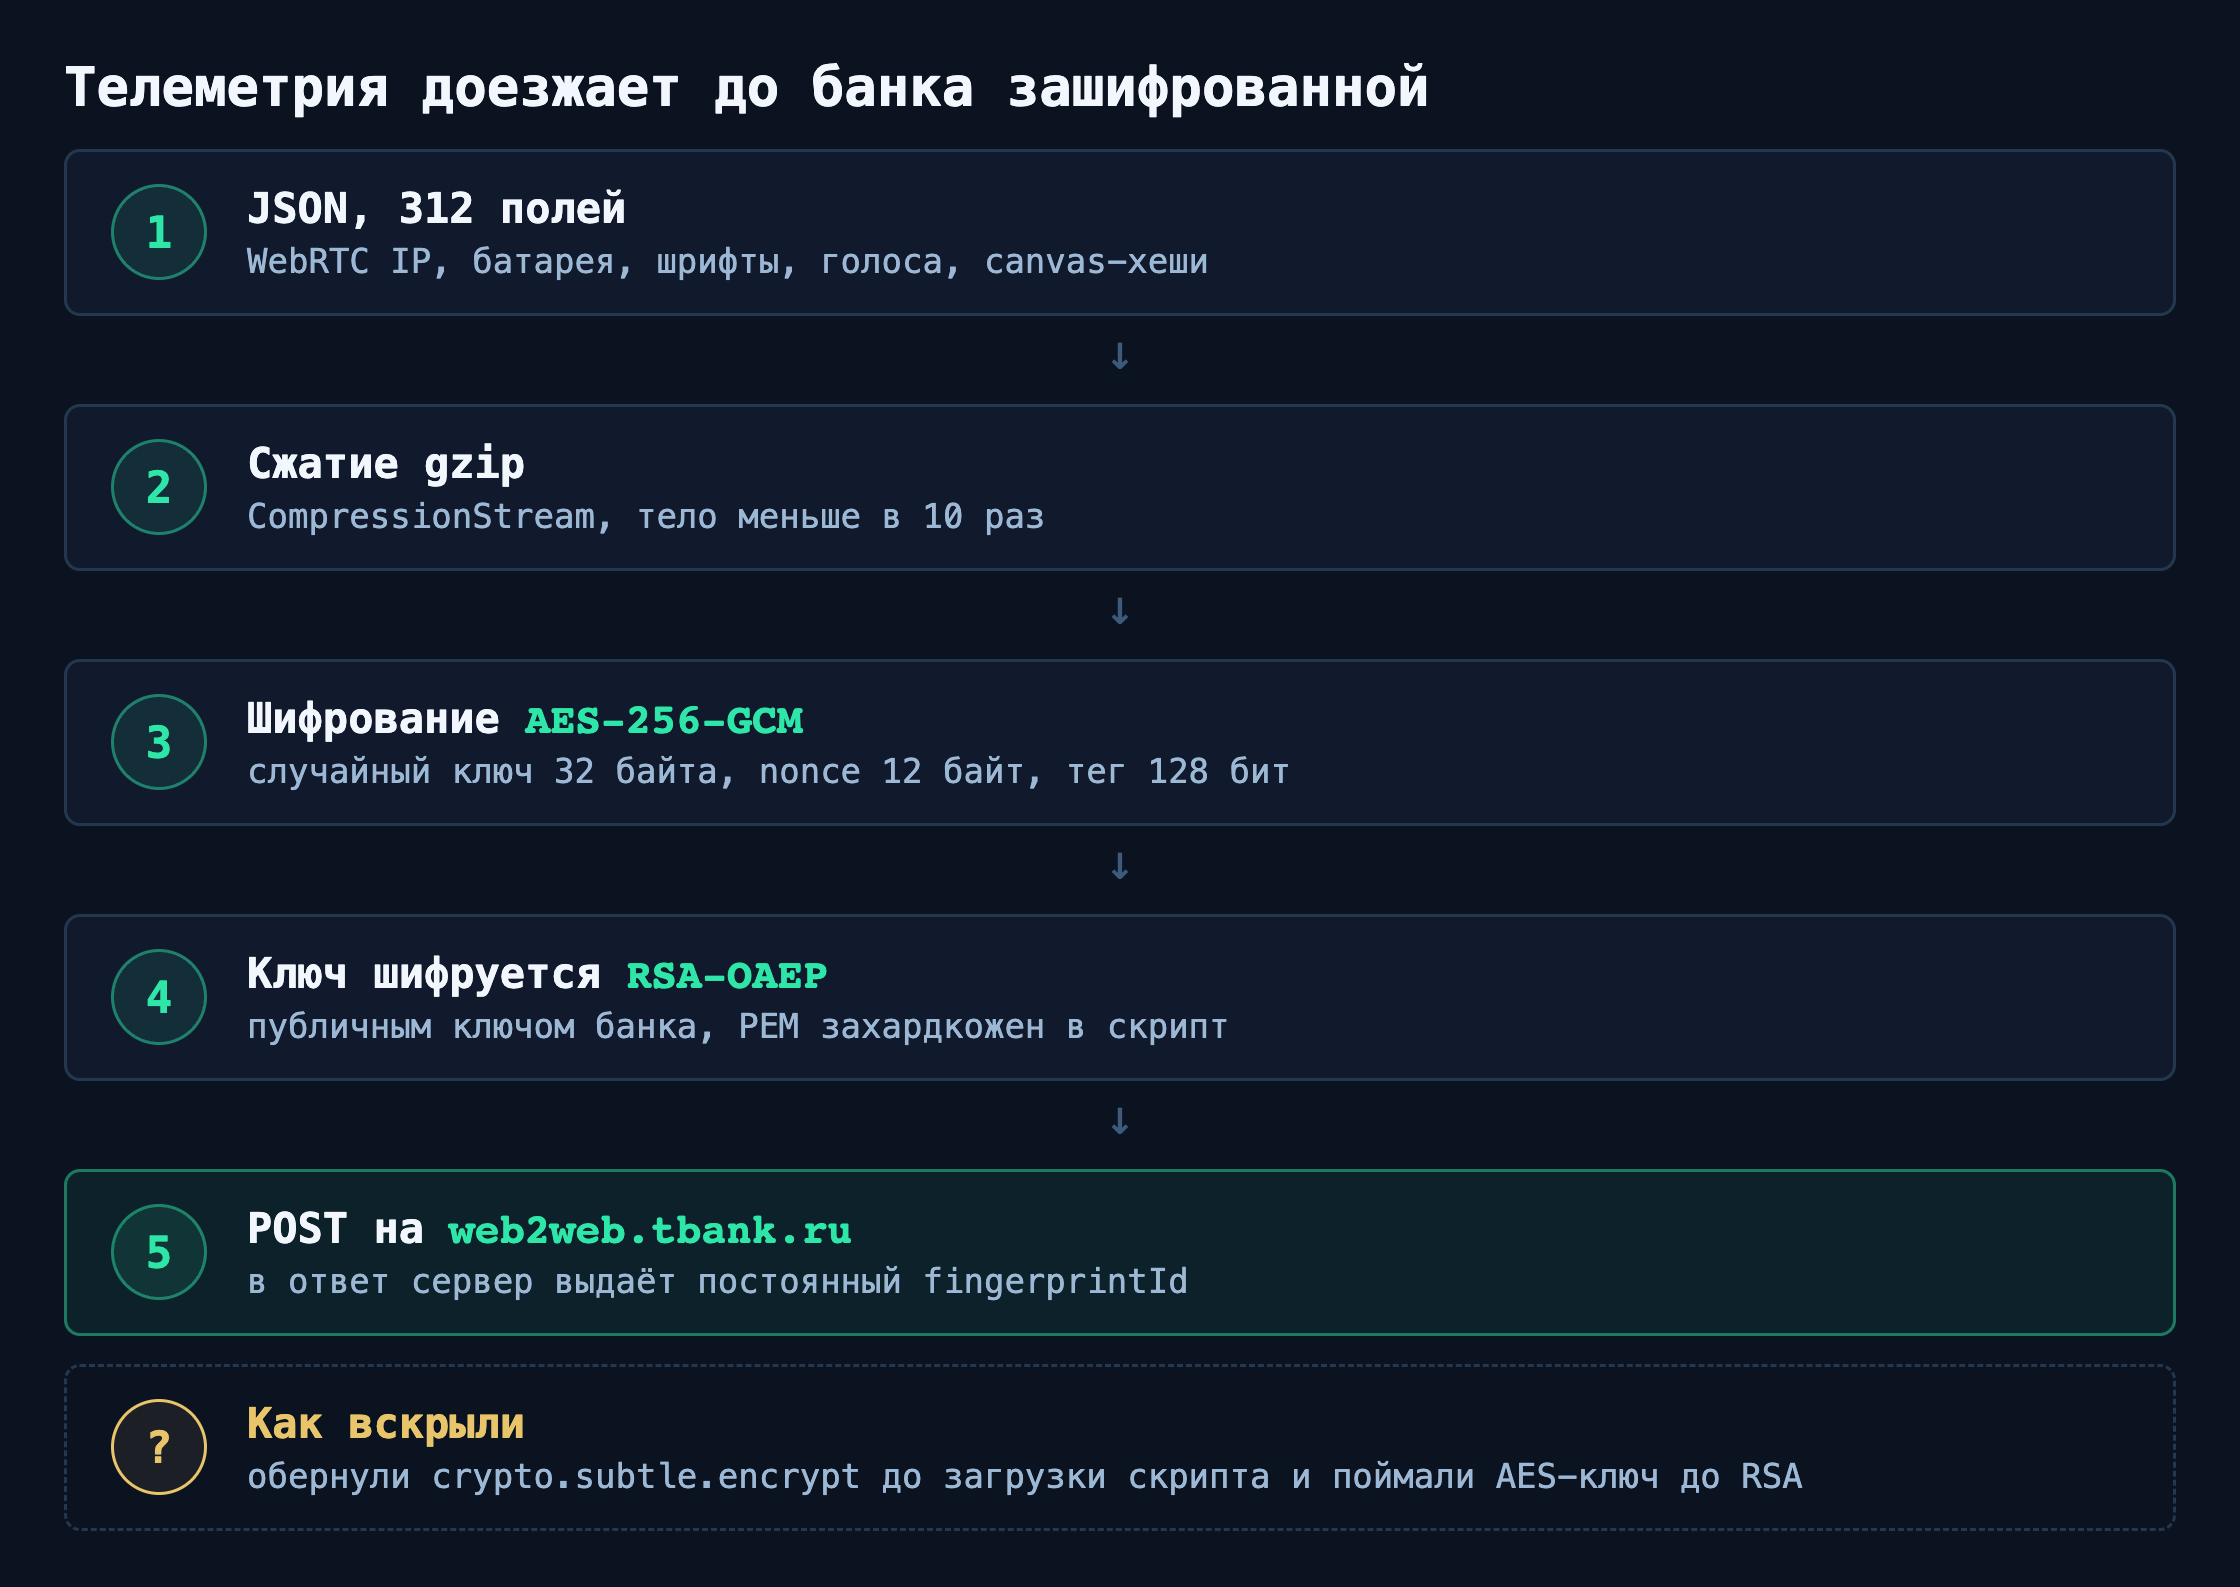 Телеметрия доезжает до банка зашифрованной
1
JSON, 312 полей
WebRTC IP, батарея, шрифты, голоса, canvas-хеши
↓
2
Сжатие gzip
CompressionStream, тело меньше в 10 раз
↓
3
Шифрование AES-256-GCM
случайный ключ 32 байта, nonce 12 байт, тег 128 бит
↓
4
Ключ шифруется RSA-OAEP
публичным ключом банка, PEM захардкожен в скрипт
↓
5
POST на web2web.tbank.ru
в ответ сервер выдаёт постоянный fingerprintId
?
Как вскрыли
обернули crypto.subtle.encrypt до загрузки скрипта и поймали AES-ключ до RSA